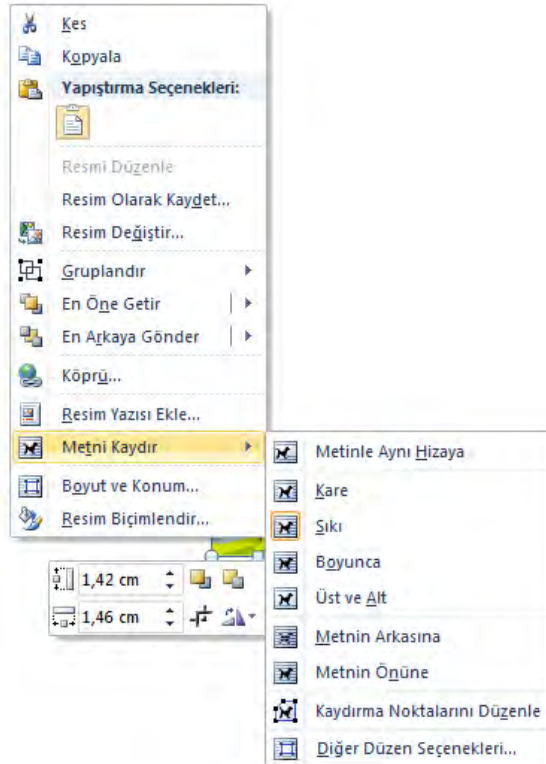 Kes
Kopyala
Yapıştırma Seçenekleri:
Resmi Düzenle
Resim Olarak Kaydet...
Resim Değiştir...
Gruplandır
En Öne Getir
En Arkaya Gönder
Köprü...
Resim Yazısı Ekle...
Metni Kaydır
Boyut ve Konum...
Resim Biçimlendir...
1,42 cm
1,46 cm
Metinle Aynı Hizaya
Kare
Sıkı
Boyunca
Üst ve Alt
Metnin Arkasına
Metnin Önüne
Kaydırma Noktalarını Düzenle
Diğer Düzen Seçenekleri...